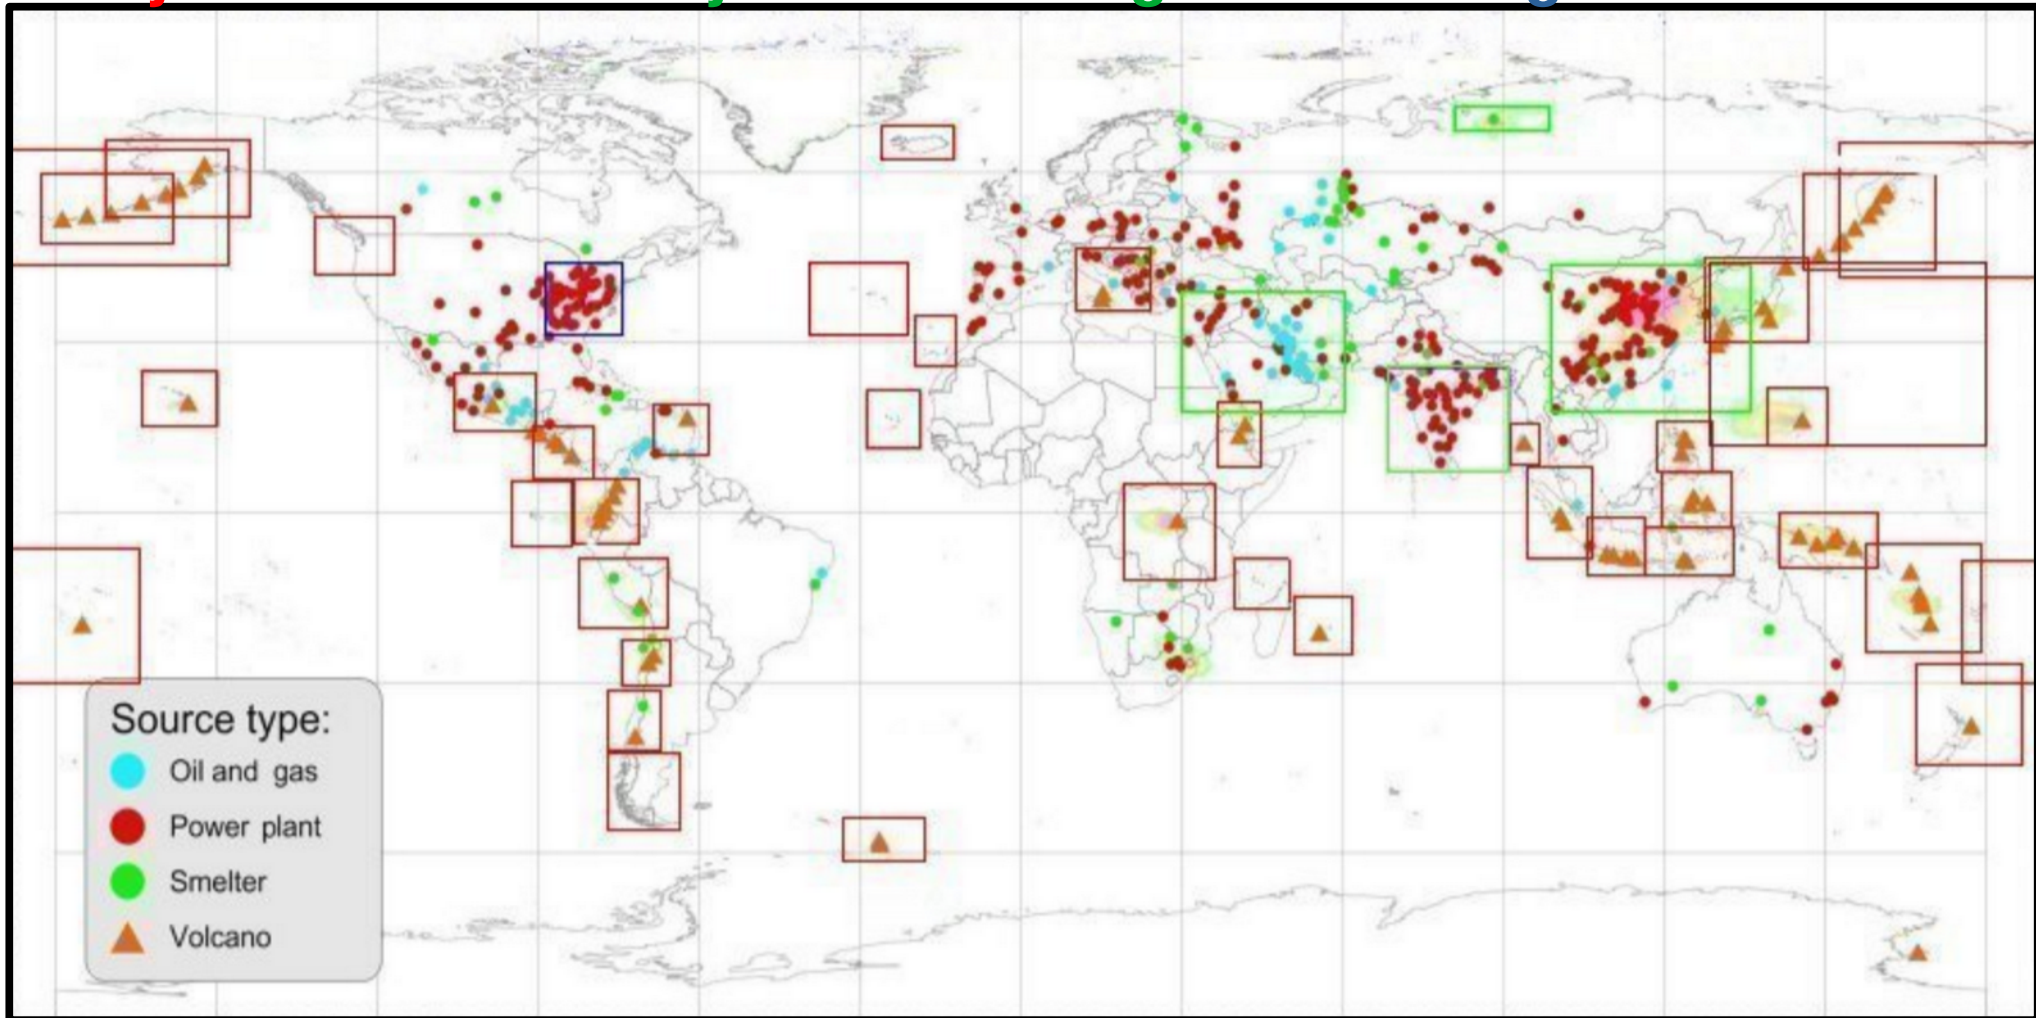 Source type:
Oil and gas
Power plant
Smelter
Volcano